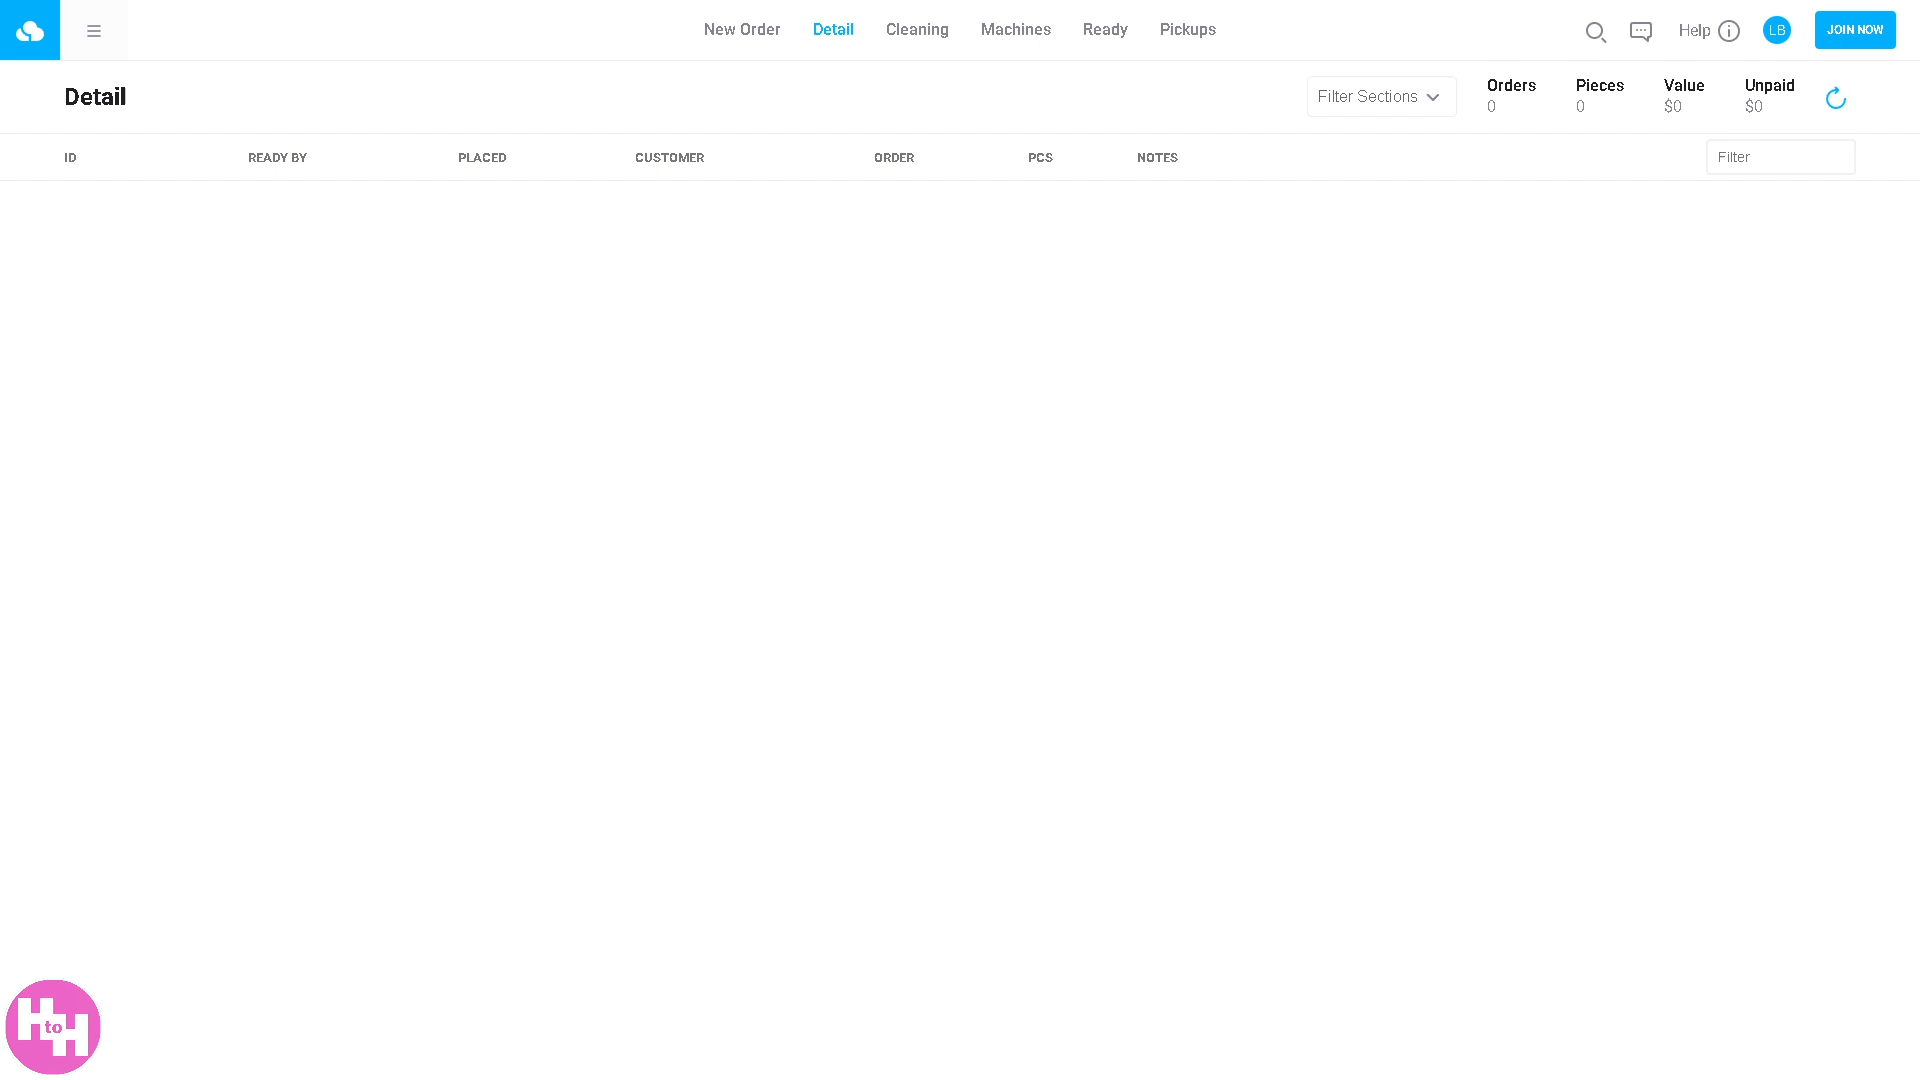 New Order Detail Cleaning Machines Ready Pickups Help LB JOIN NOW
Detail Filter Sections Orders 0 Pieces 0 Value $0 Unpaid $0
ID READY BY PLACED CUSTOMER ORDER PCS NOTES Filter
H to H